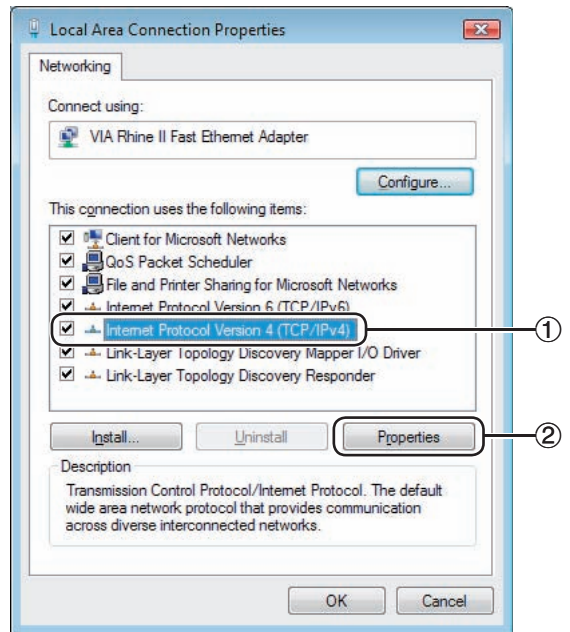 Local Area Connection Properties
Networking
Connect using:
VIA Rhine II Fast Ethernet Adapter
Configure...
This connection uses the following items:
Client for Microsoft Networks
QoS Packet Scheduler
File and Printer Sharing for Microsoft Networks
Internet Protocol Version 6 (TCP/IPv6)
Internet Protocol Version 4 (TCP/IPv4)
①
Link-Layer Topology Discovery Mapper I/O Driver
Link-Layer Topology Discovery Responder
Install...
Uninstall
Properties
②
Description
Transmission Control Protocol/Internet Protocol. The default
wide area network protocol that provides communication
across diverse interconnected networks.
OK
Cancel